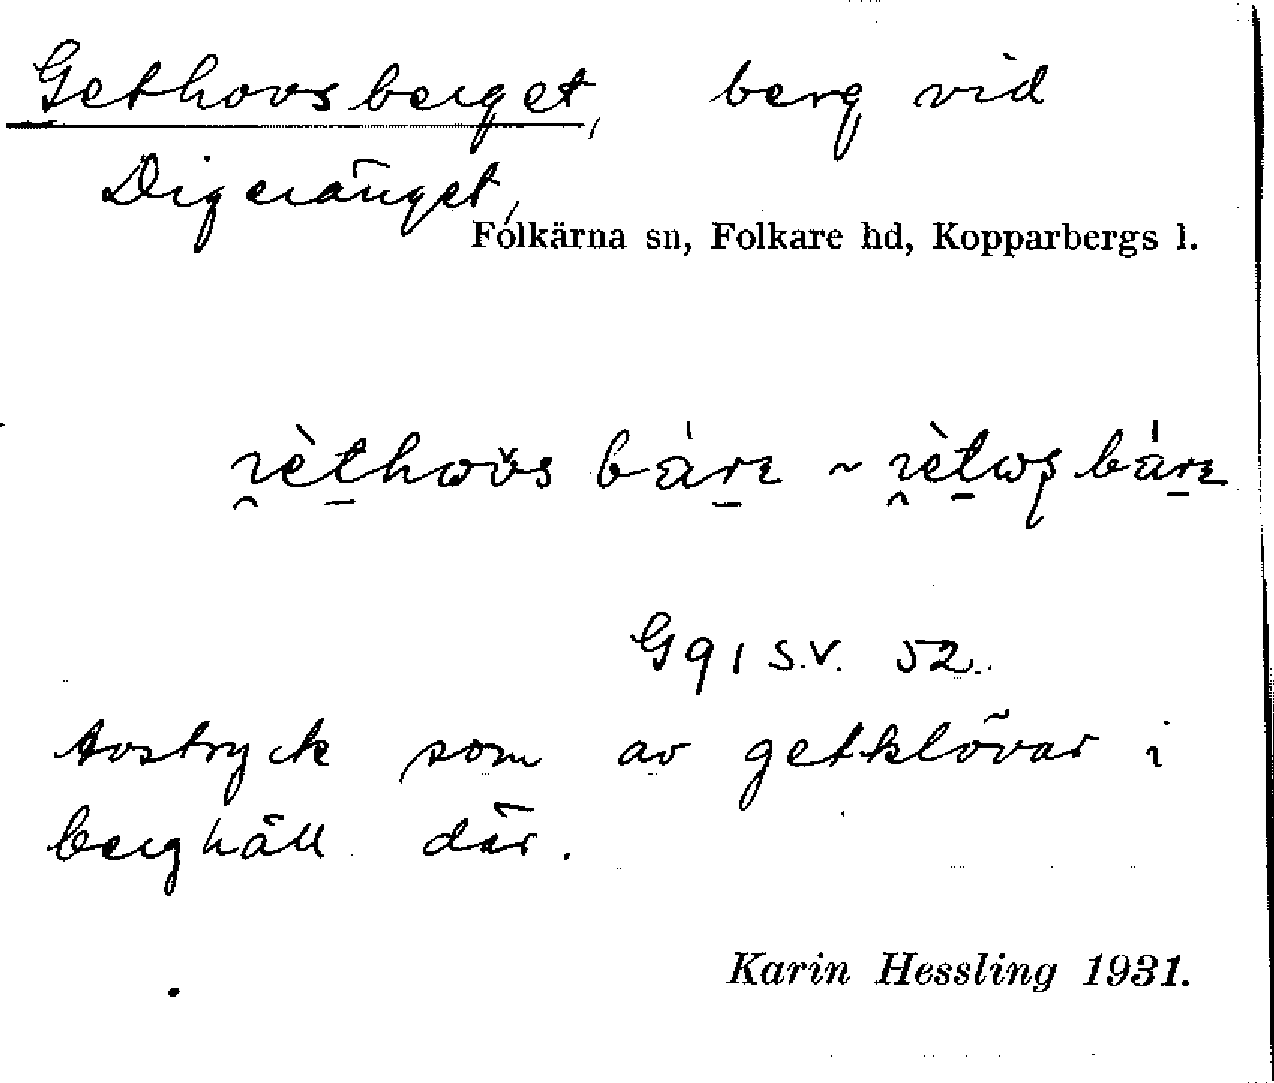 Gethovsberget, berg vid
Digeränget,
Folkärna sn, Folkare hd, Kopparbergs l.
G 91 S.V. 52.
Avstryck som av getklövar i
berghäll där.
Karin Hessling 1931.